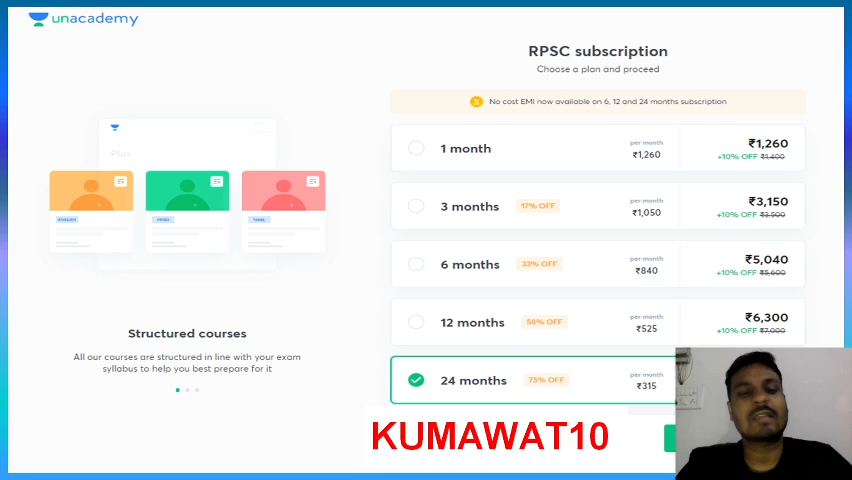 unacademy
RPSC subscription
Choose a plan and proceed
No cost EMI now available on 6, 12 and 24 months subscription
Plus
ENGLISH
HINDI
TAMIL
Structured courses
All our courses are structured in line with your exam
syllabus to help you best prepare for it
1 month
per month
₹1,260
₹1,260
+10% OFF ₹1,400
3 months 17% OFF
per month
₹1,050
₹3,150
+10% OFF ₹3,500
6 months 33% OFF
per month
₹840
₹5,040
+10% OFF ₹5,600
12 months 58% OFF
per month
₹525
₹6,300
+10% OFF ₹7,000
24 months 75% OFF
per month
₹315
KUMAWAT10